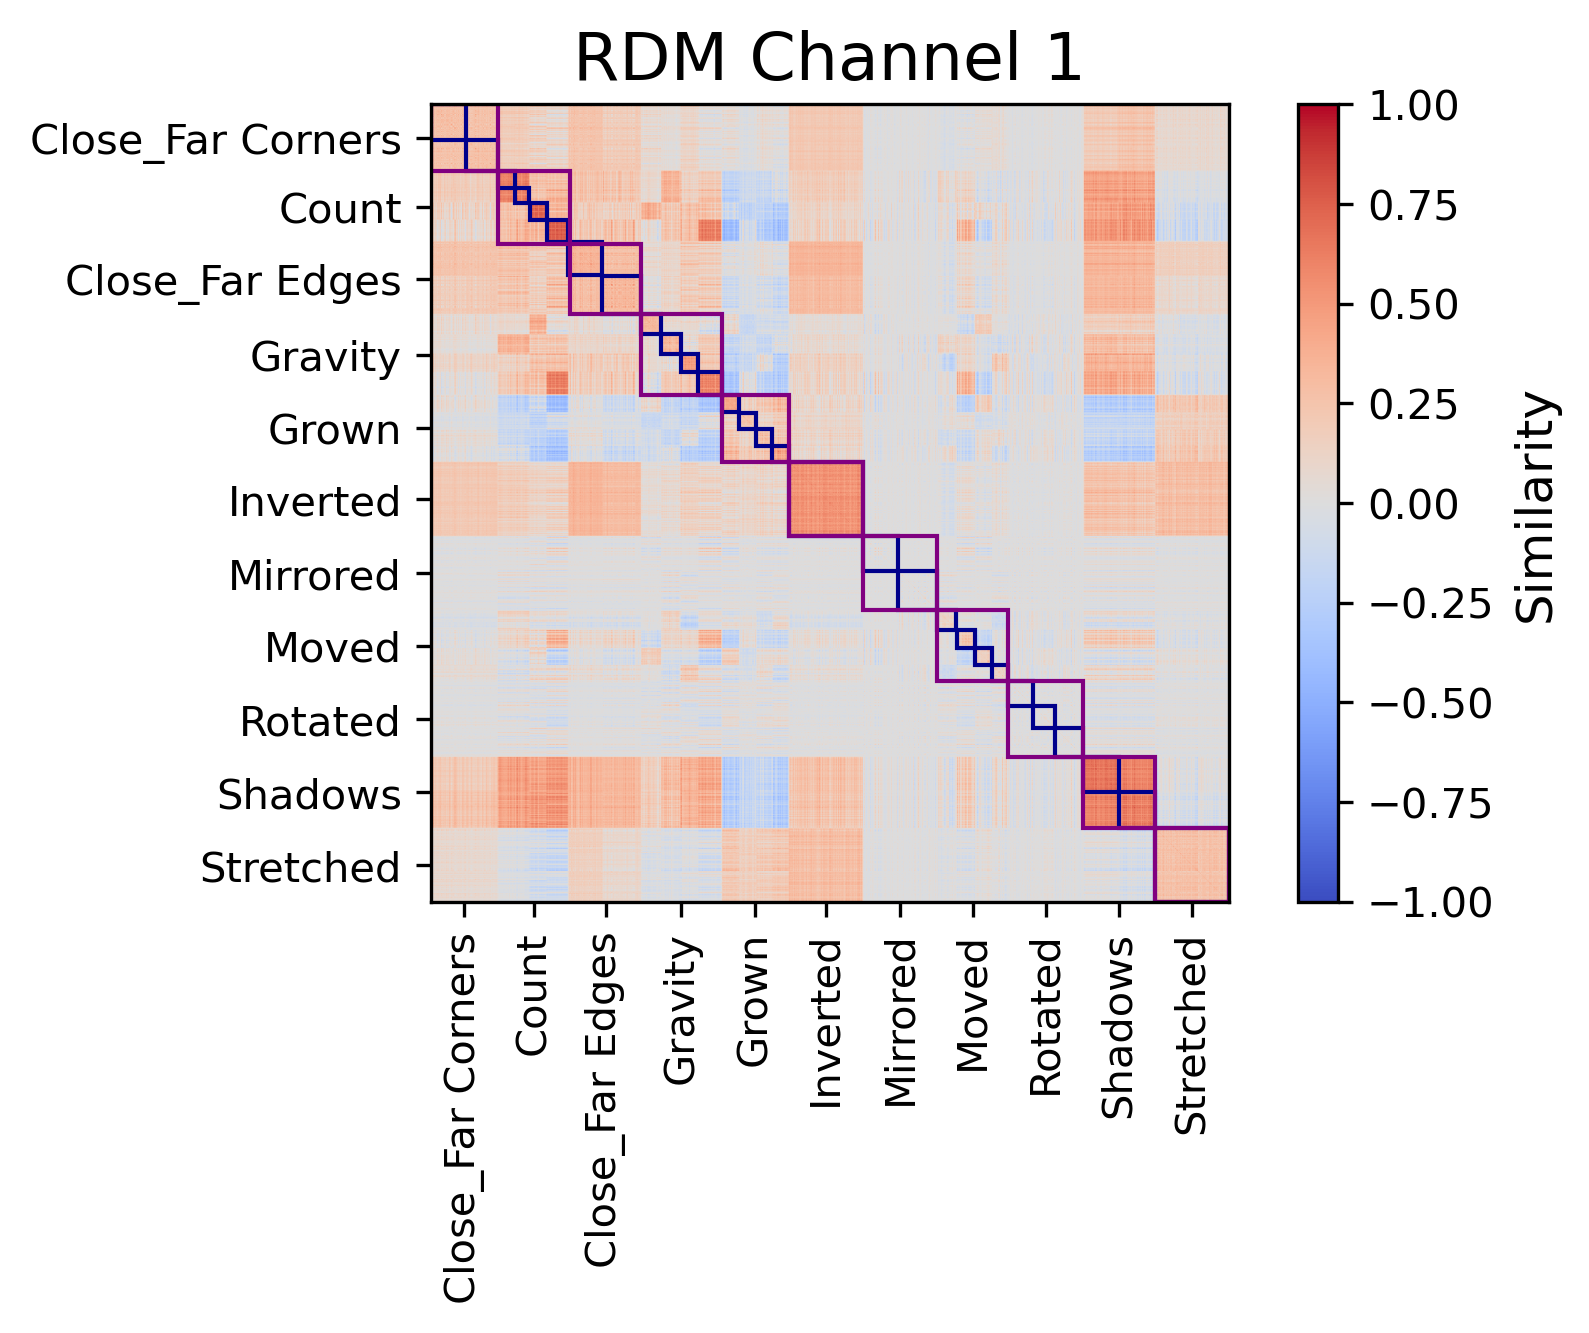 RDM Channel 1
Close_Far Corners
Count
Close_Far Edges
Gravity
Grown
Inverted
Mirrored
Moved
Rotated
Shadows
Stretched
Close_Far Corners
Count
Close_Far Edges
Gravity
Grown
Inverted
Mirrored
Moved
Rotated
Shadows
Stretched
1.00
0.75
0.50
0.25
0.00
−0.25
−0.50
−0.75
−1.00
Similarity